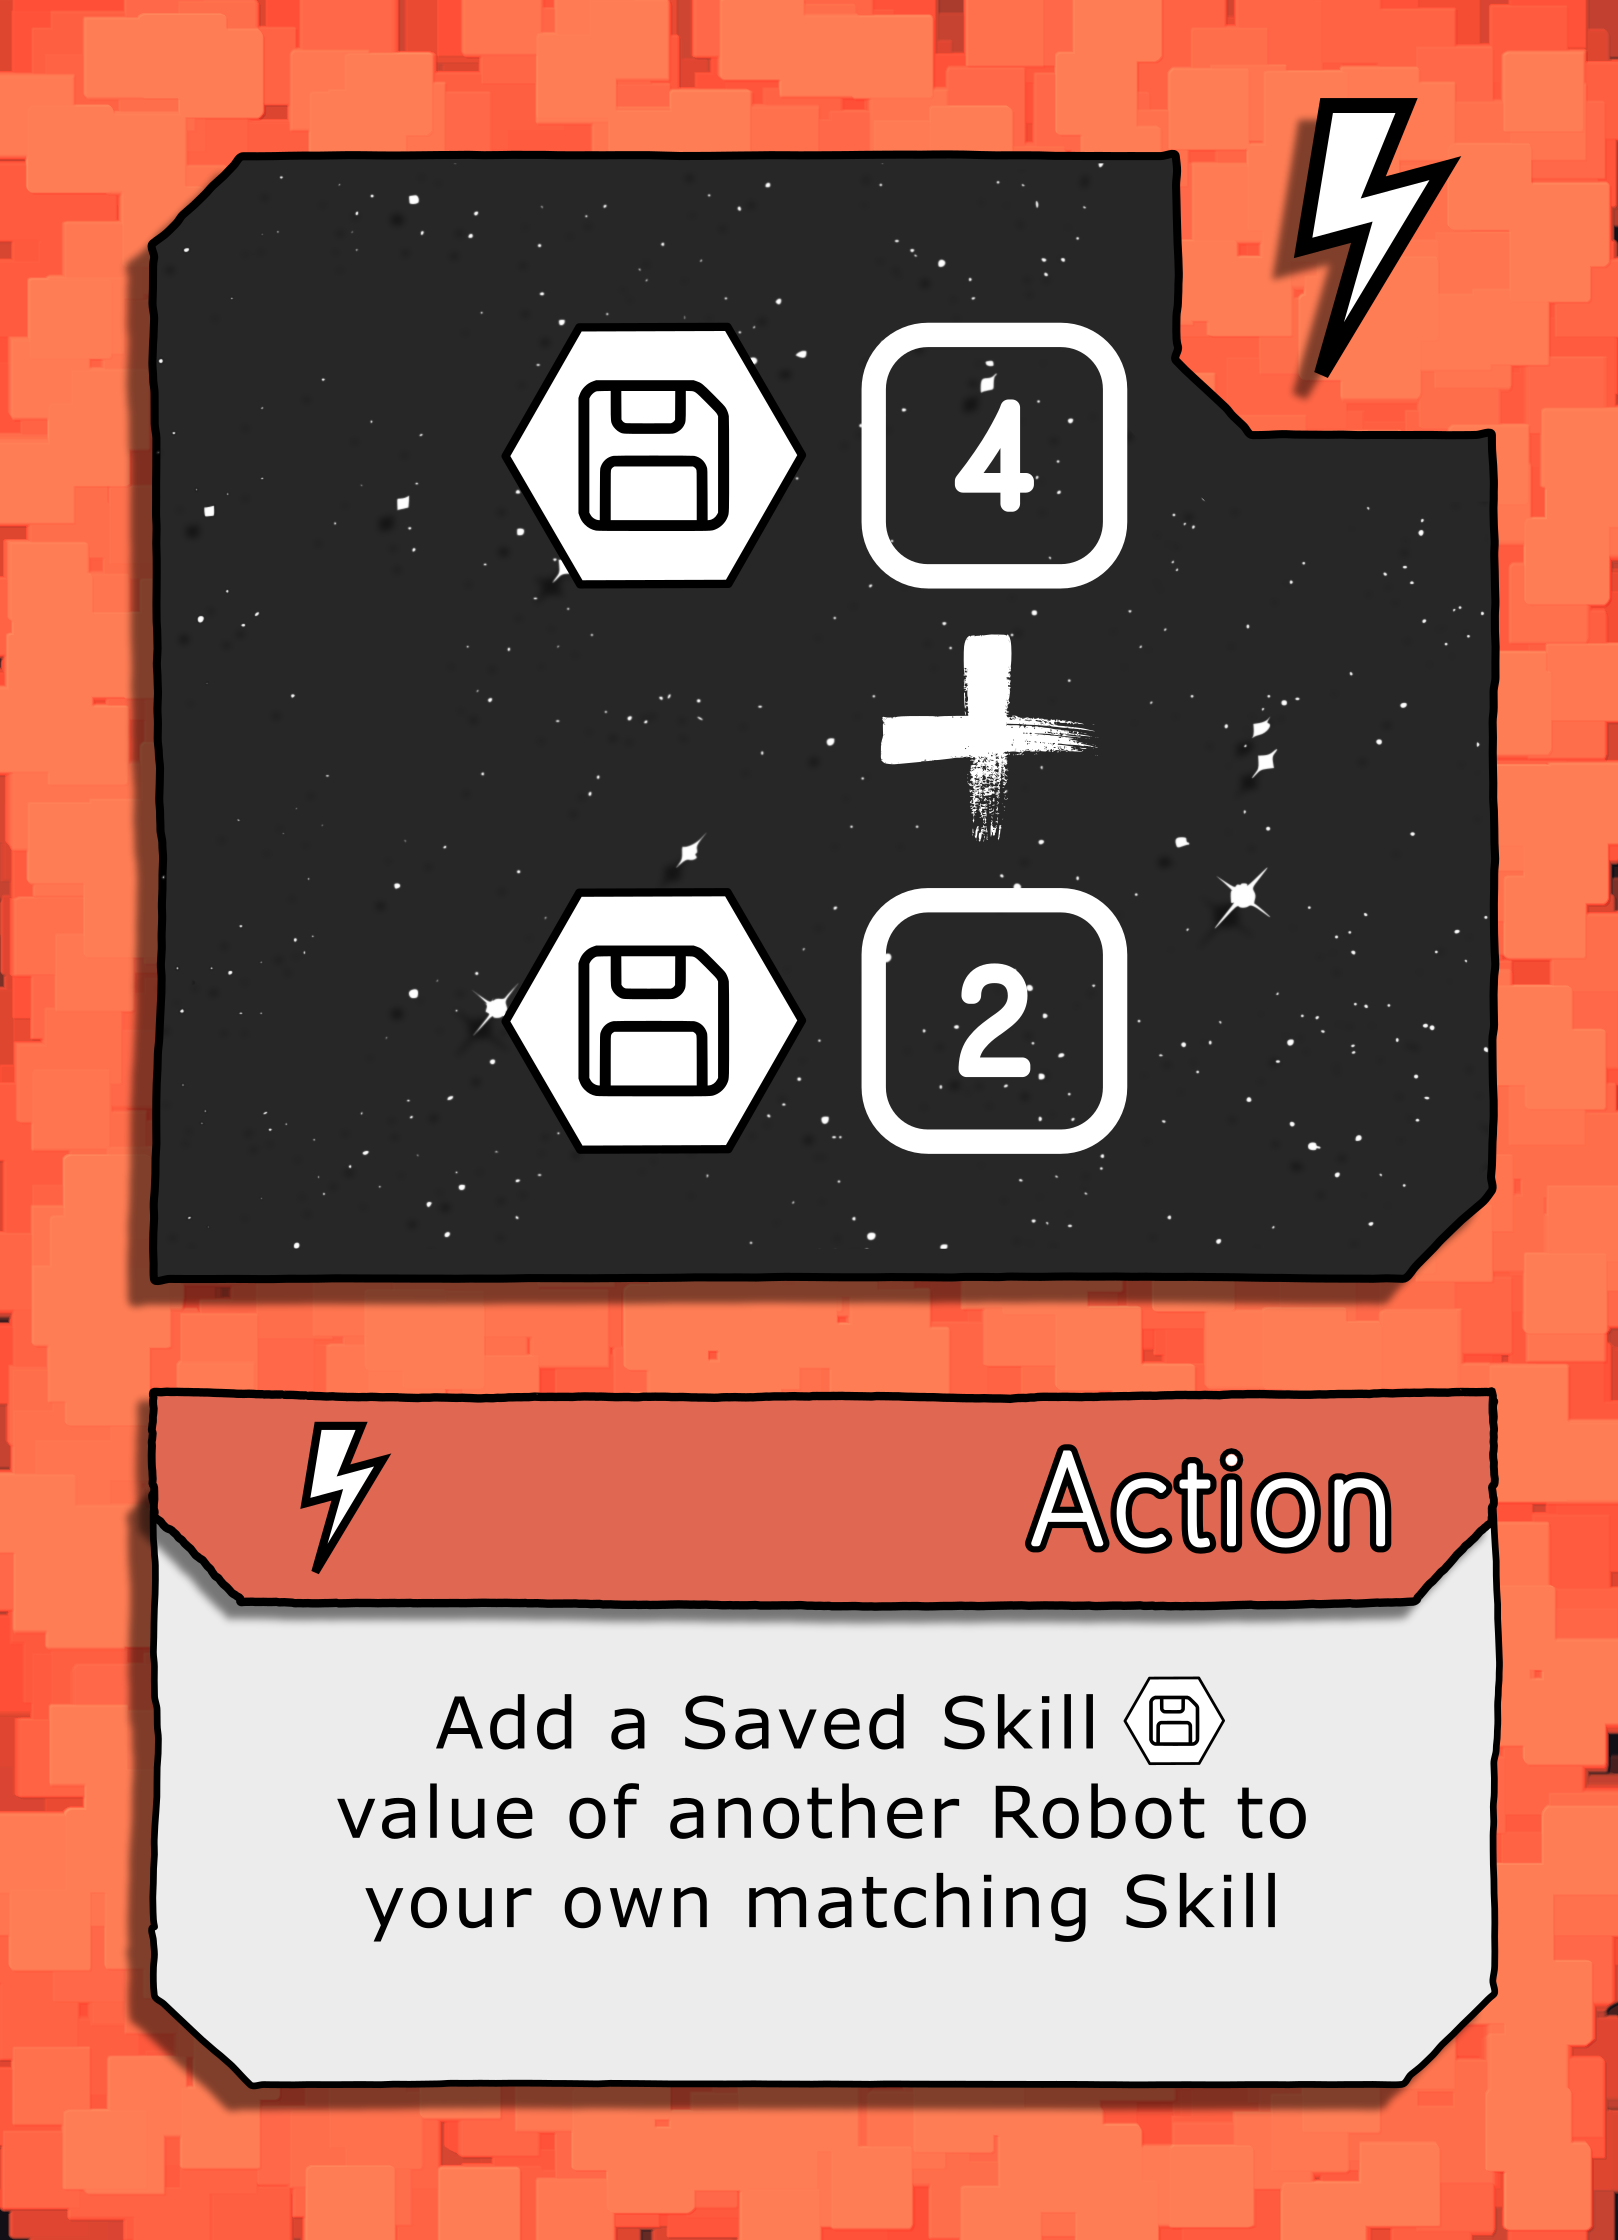 4
2
Action
Add a Saved Skill
value of another Robot to
your own matching Skill